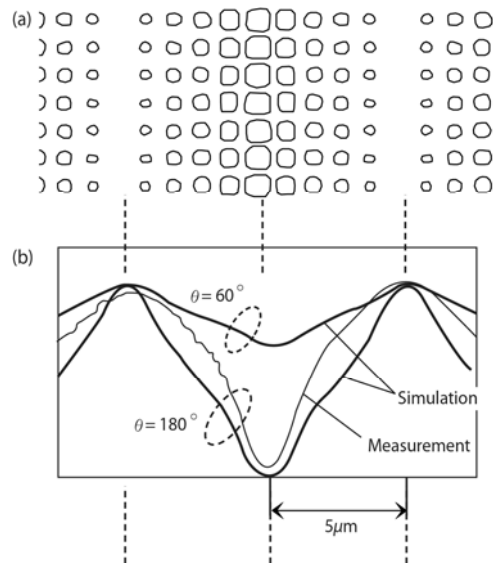 (a)
(b)
θ = 60°
θ = 180°
Simulation
Measurement
5μm